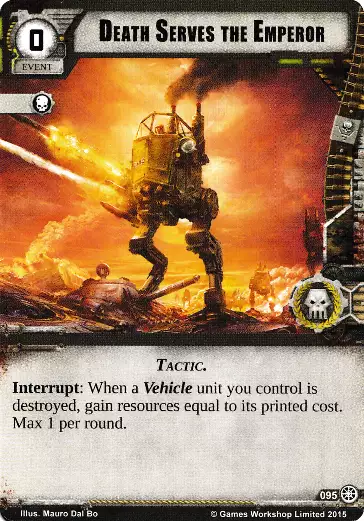 0
DEATH SERVES THE EMPEROR
EVENT
TACTIC.
Interrupt: When a Vehicle unit you control is
destroyed, gain resources equal to its printed cost.
Max 1 per round.
095
Illus. Mauro Dal Bo
© Games Workshop Limited 2015